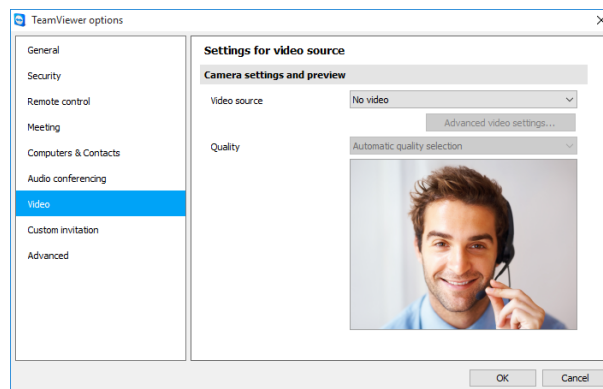 TeamViewer options
General
Security
Remote control
Meeting
Computers & Contacts
Audio conferencing
Video
Custom invitation
Advanced
Settings for video source
Camera settings and preview
Video source No video
Advanced video settings...
Quality Automatic quality selection
OK Cancel